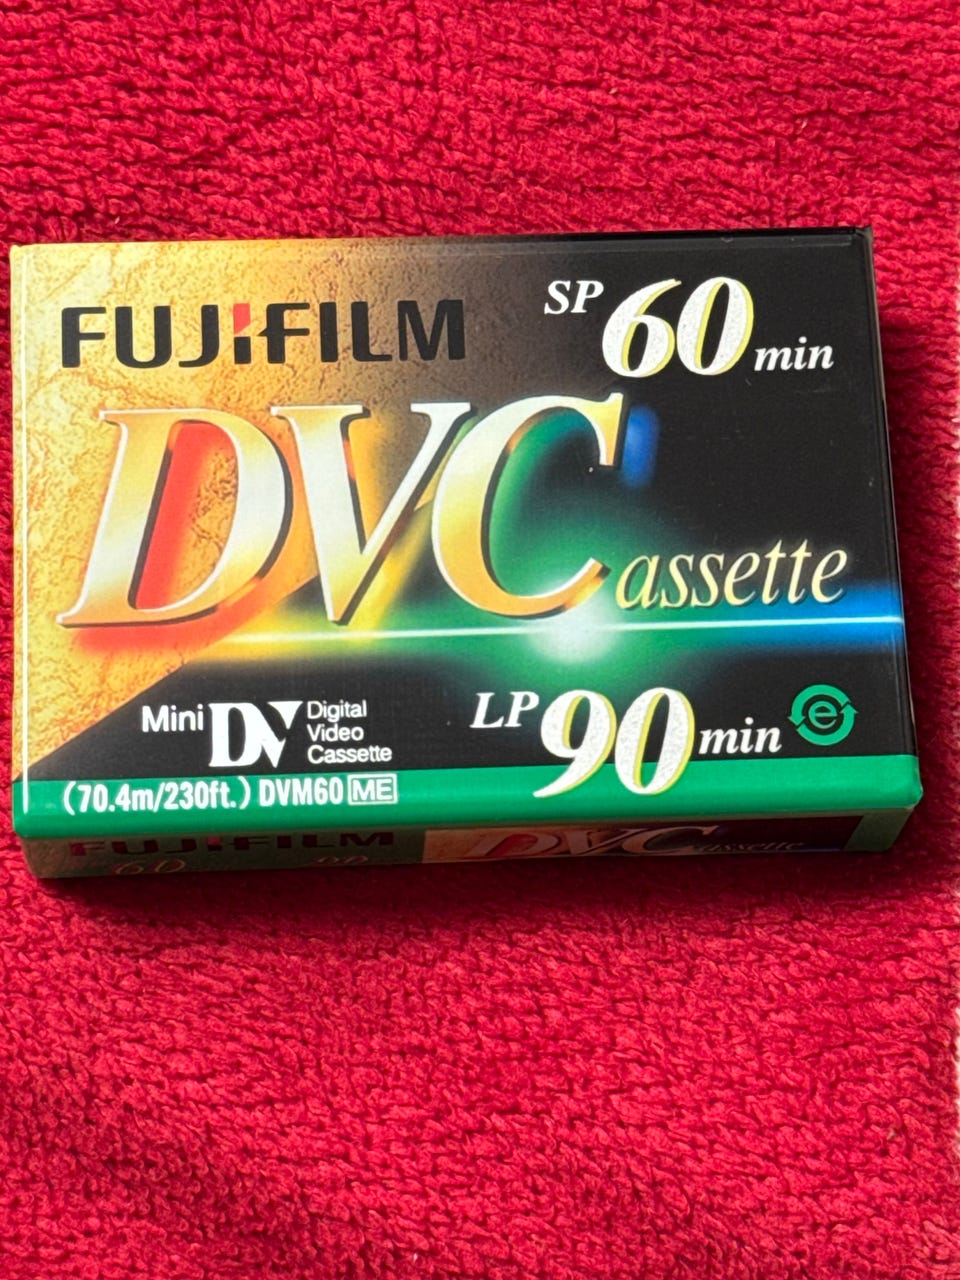 FUJIFILM
SP 60 min
DVCassette
Mini DV Digital Video Cassette
LP 90 min
e
(70.4m/230ft.) DVM60 ME
FUJIFILM
DVCassette
60